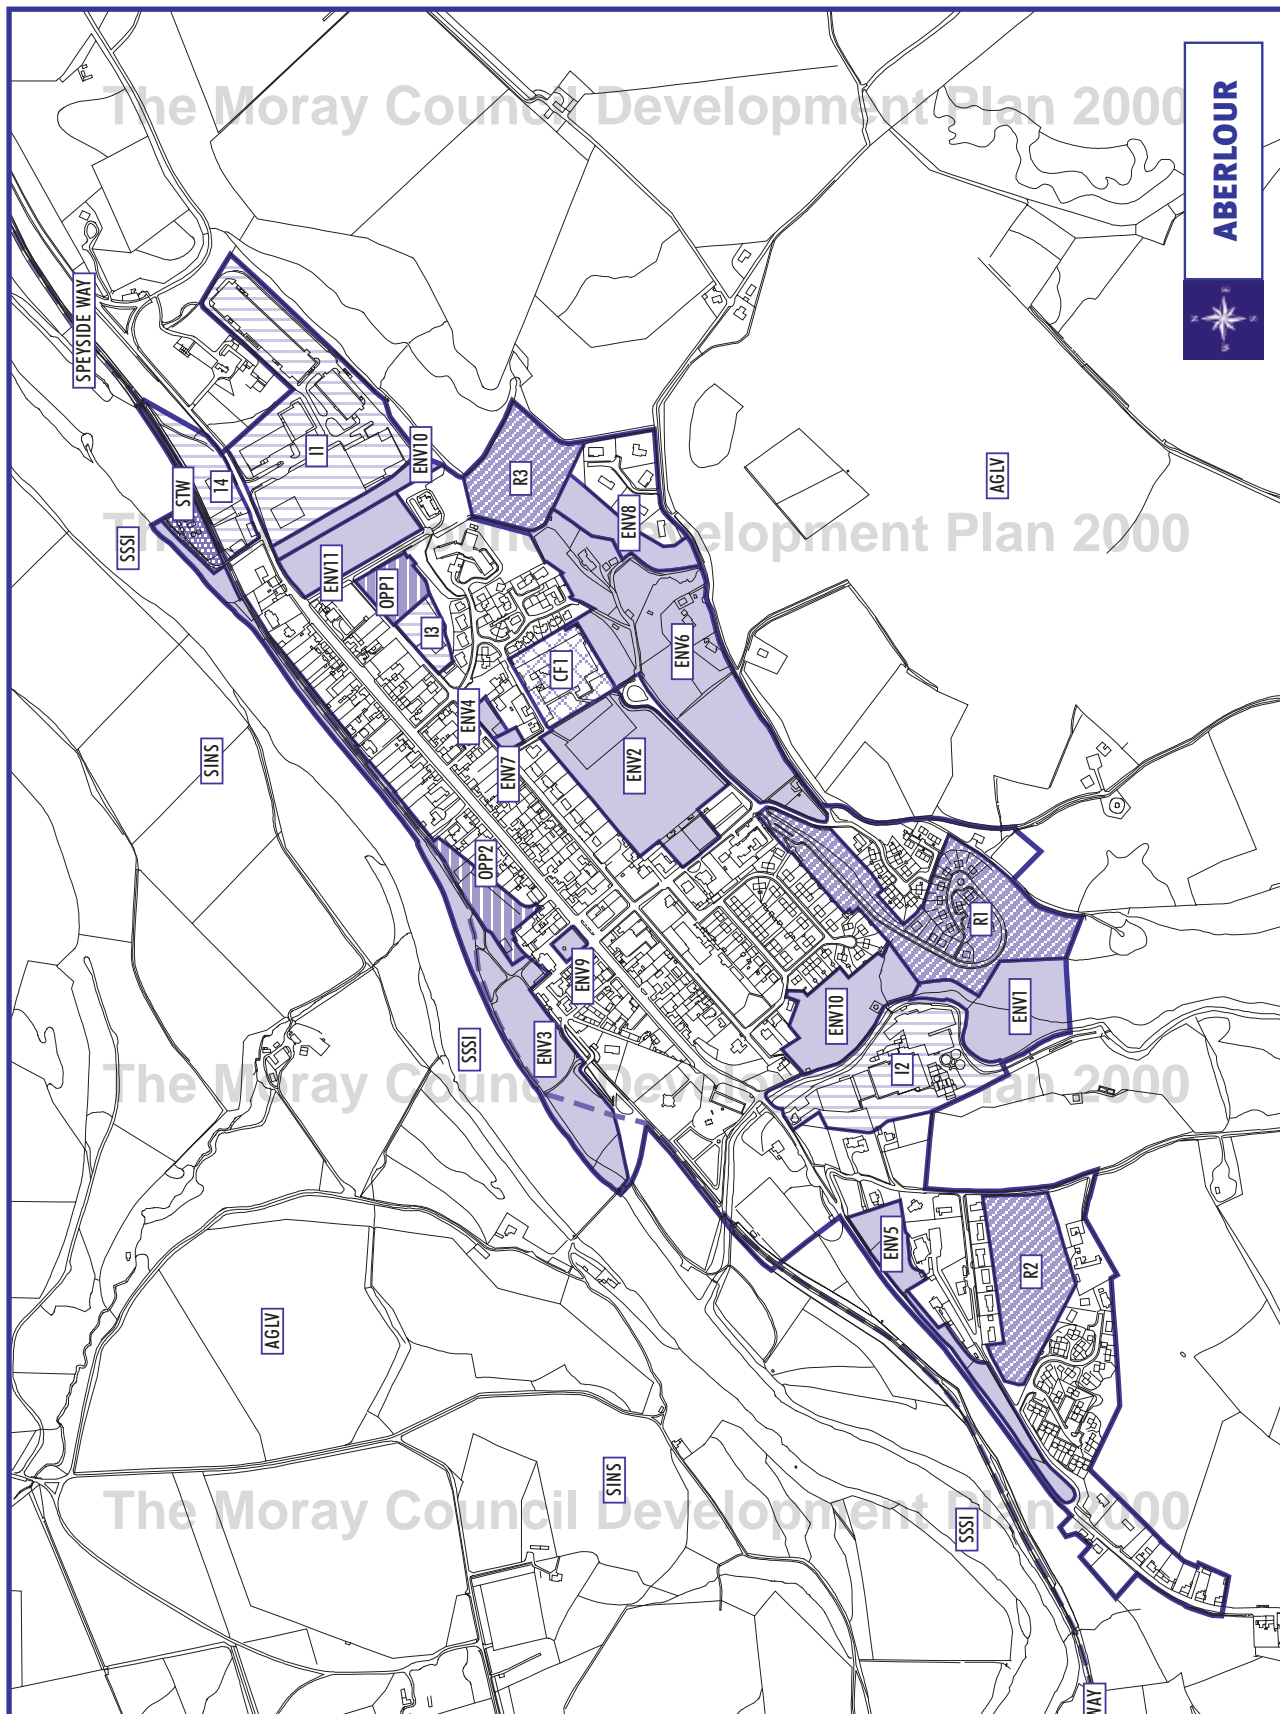 The Moray Council Development Plan 2000
ABERLOUR
N
E
S
W
SPEYSIDE WAY
STW
I4
I1
SSSI
ENV10
R3
The Moray Council Development Plan 2000
ENV8
AGLV
ENV11
OPP1
I3
CF1
ENV6
ENV4
ENV7
ENV2
SINS
OPP2
R1
ENV9
ENV10
ENV1
SSSI
ENV3
I2
The Moray Council Development Plan 2000
ENV5
R2
AGLV
SINS
The Moray Council Development Plan 2000
SSSI
WAY